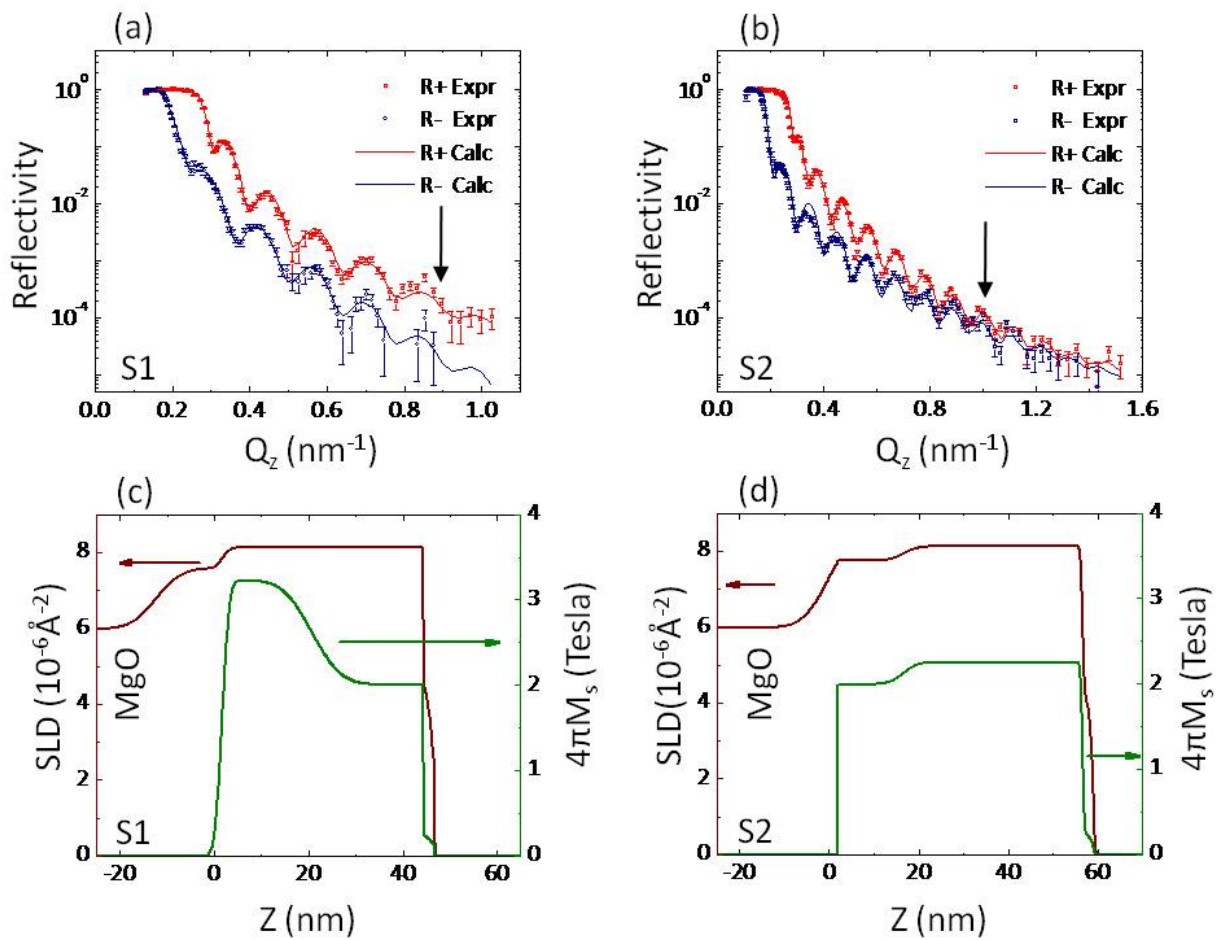 (a)
Reflectivity
10⁰
10⁻²
10⁻⁴
R+ Expr
R− Expr
R+ Calc
R− Calc
S1
0.0 0.2 0.4 0.6 0.8 1.0
Q_z (nm⁻¹)
(b)
Reflectivity
10⁰
10⁻²
10⁻⁴
R+ Expr
R− Expr
R+ Calc
R− Calc
S2
0.0 0.4 0.8 1.2 1.6
Q_z (nm⁻¹)
(c)
SLD (10⁻⁶Å⁻²)
8
6
4
2
0
MgO
S1
4
3
2
1
0
4πM_s (Tesla)
-20 0 20 40 60
Z (nm)
(d)
SLD(10⁻⁶Å⁻²)
8
6
4
2
0
MgO
S2
4
3
2
1
0
4πM_s (Tesla)
-20 0 20 40 60
Z (nm)